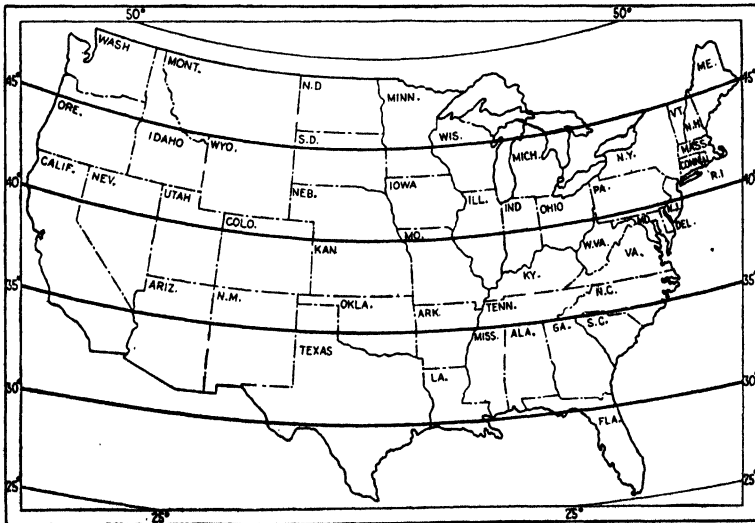 50° 50°
WASH
MONT.
N.D
MINN.
ME.
45° 45°
ORE.
IDAHO
WYO.
S.D.
WIS.
MICH.
N.Y.
VT.
N.H.
MASS.
CONN.
R.I
CALIF.
NEV.
UTAH
COLO.
NEB.
IOWA
ILL.
IND
OHIO
PA.
N.J.
40° 40°
KAN.
MO.
W.VA.
MD.
DEL.
VA.
KY.
35° 35°
ARIZ.
N.M.
OKLA.
ARK.
TENN.
N.C.
S.C.
TEXAS
LA.
MISS.
ALA.
GA.
30° 30°
FLA.
25° 25°
25° 25°